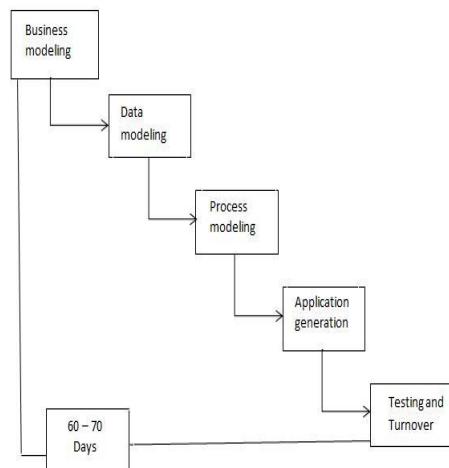 Business
modeling
Data
modeling
Process
modeling
Application
generation
Testing and
Turnover
60 – 70
Days